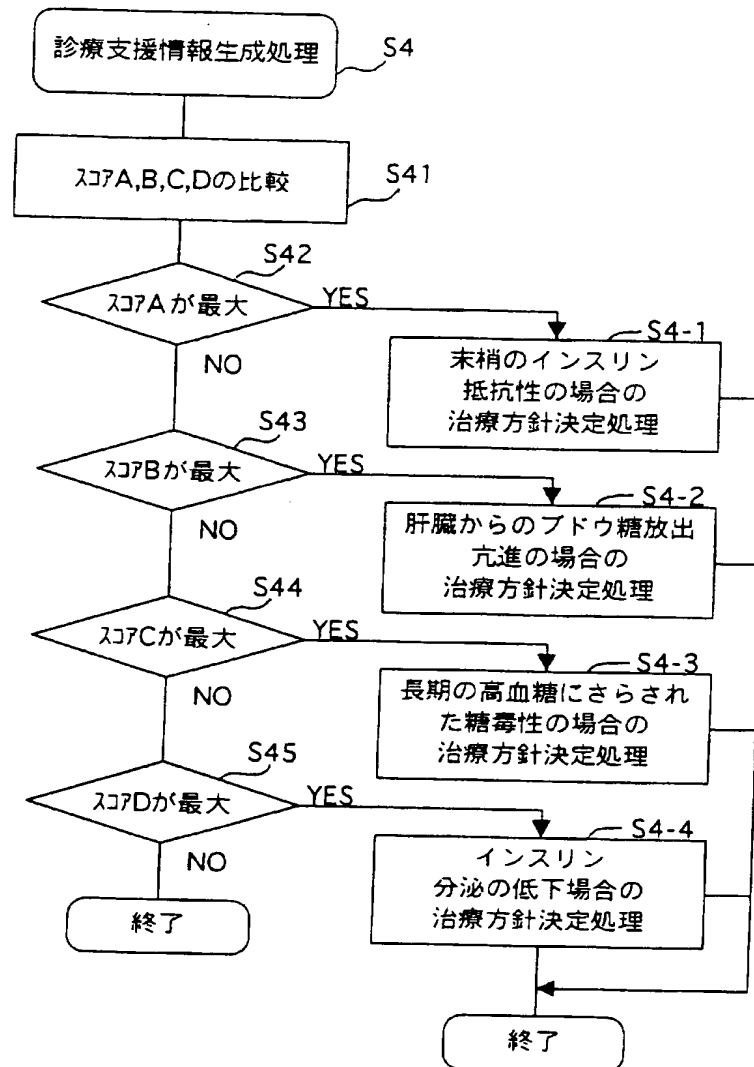 診療支援情報生成処理
S4
ｽｺｱA,B,C,Dの比較
S41
S42
ｽｺｱAが最大
YES
NO
S4-1
末梢のインスリン
抵抗性の場合の
治療方針決定処理
S43
ｽｺｱBが最大
YES
NO
S4-2
肝臓からのブドウ糖放出
亢進の場合の
治療方針決定処理
S44
ｽｺｱCが最大
YES
NO
S4-3
長期の高血糖にさらされ
た糖毒性の場合の
治療方針決定処理
S45
ｽｺｱDが最大
YES
NO
S4-4
インスリン
分泌の低下場合の
治療方針決定処理
終了
終了